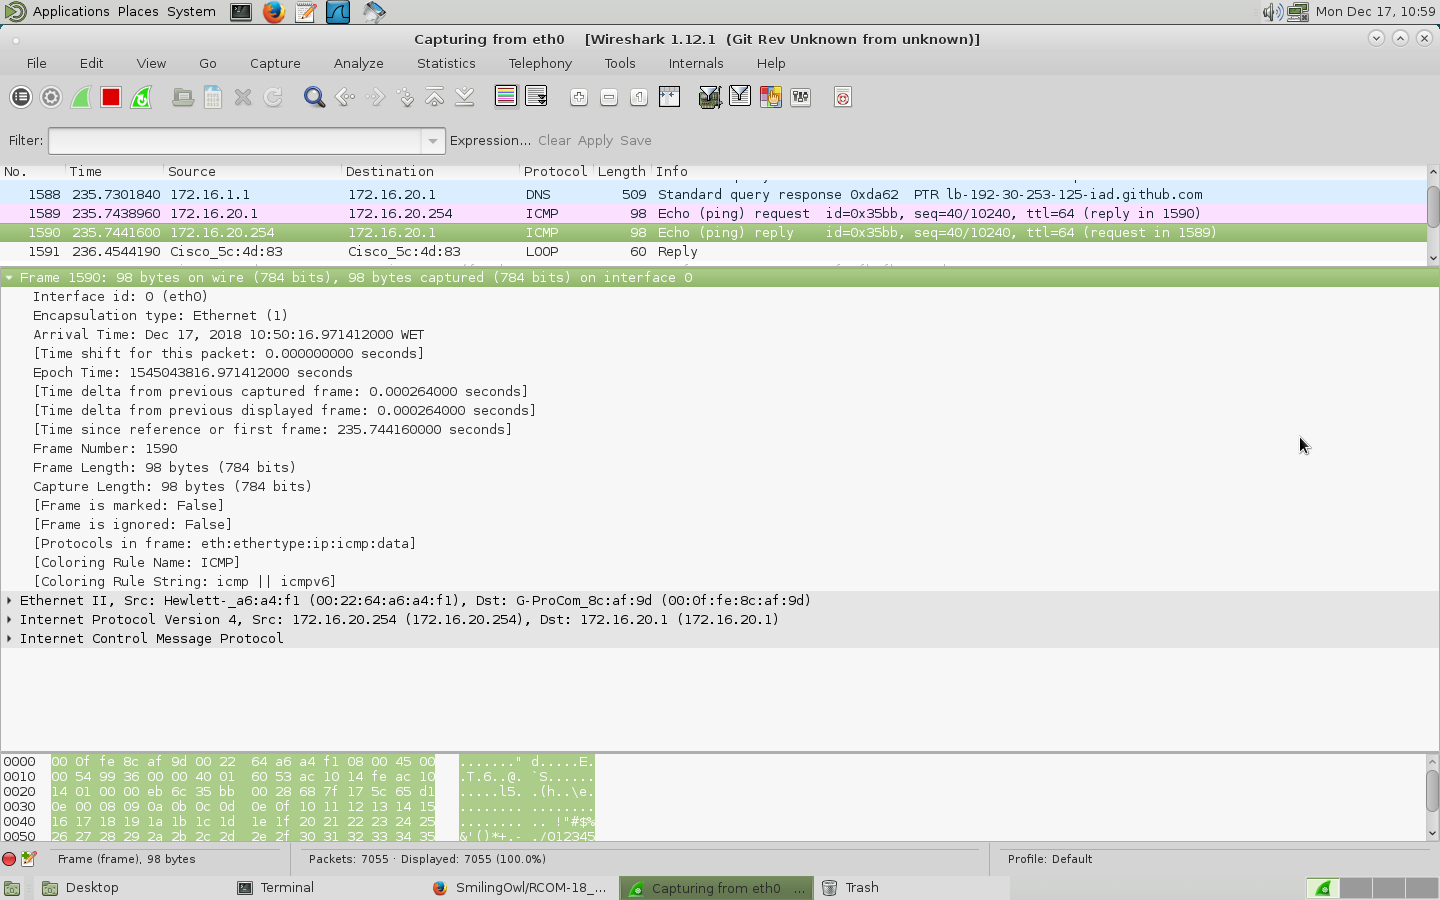 Applications Places System Mon Dec 17, 10:59
Capturing from eth0 [Wireshark 1.12.1 (Git Rev Unknown from unknown)]
File Edit View Go Capture Analyze Statistics Telephony Tools Internals Help
Filter: Expression... Clear Apply Save
No. Time Source Destination Protocol Length Info
1588 235.7301840 172.16.1.1 172.16.20.1 DNS 509 Standard query response 0xda62 PTR lb-192-30-253-125-iad.github.com
1589 235.7438960 172.16.20.1 172.16.20.254 ICMP 98 Echo (ping) request id=0x35bb, seq=40/10240, ttl=64 (reply in 1590)
1590 235.7441600 172.16.20.254 172.16.20.1 ICMP 98 Echo (ping) reply id=0x35bb, seq=40/10240, ttl=64 (request in 1589)
1591 236.4544190 Cisco_5c:4d:83 Cisco_5c:4d:83 LOOP 60 Reply
Frame 1590: 98 bytes on wire (784 bits), 98 bytes captured (784 bits) on interface 0
Interface id: 0 (eth0)
Encapsulation type: Ethernet (1)
Arrival Time: Dec 17, 2018 10:50:16.971412000 WET
[Time shift for this packet: 0.000000000 seconds]
Epoch Time: 1545043816.971412000 seconds
[Time delta from previous captured frame: 0.000264000 seconds]
[Time delta from previous displayed frame: 0.000264000 seconds]
[Time since reference or first frame: 235.744160000 seconds]
Frame Number: 1590
Frame Length: 98 bytes (784 bits)
Capture Length: 98 bytes (784 bits)
[Frame is marked: False]
[Frame is ignored: False]
[Protocols in frame: eth:ethertype:ip:icmp:data]
[Coloring Rule Name: ICMP]
[Coloring Rule String: icmp || icmpv6]
Ethernet II, Src: Hewlett-_a6:a4:f1 (00:22:64:a6:a4:f1), Dst: G-ProCom_8c:af:9d (00:0f:fe:8c:af:9d)
Internet Protocol Version 4, Src: 172.16.20.254 (172.16.20.254), Dst: 172.16.20.1 (172.16.20.1)
Internet Control Message Protocol
0000 00 0f fe 8c af 9d 00 22 64 a6 a4 f1 08 00 45 00 ......." d.....E.
0010 00 54 99 36 00 00 40 01 60 53 ac 10 14 fe ac 10 .T.6..@. `S......
0020 14 01 00 00 eb 6c 35 bb 00 28 68 7f 17 5c 65 d1 .....l5. .(h..\e.
0030 0e 00 08 09 0a 0b 0c 0d 0e 0f 10 11 12 13 14 15 ........ ........
0040 16 17 18 19 1a 1b 1c 1d 1e 1f 20 21 22 23 24 25 ........ .. !"#$%
0050 26 27 28 29 2a 2b 2c 2d 2e 2f 30 31 32 33 34 35 &'()*+,- ./012345
Frame (frame), 98 bytes Packets: 7055 · Displayed: 7055 (100.0%) Profile: Default
Desktop Terminal SmilingOwl/RCOM-18_... Capturing from eth0 ... Trash